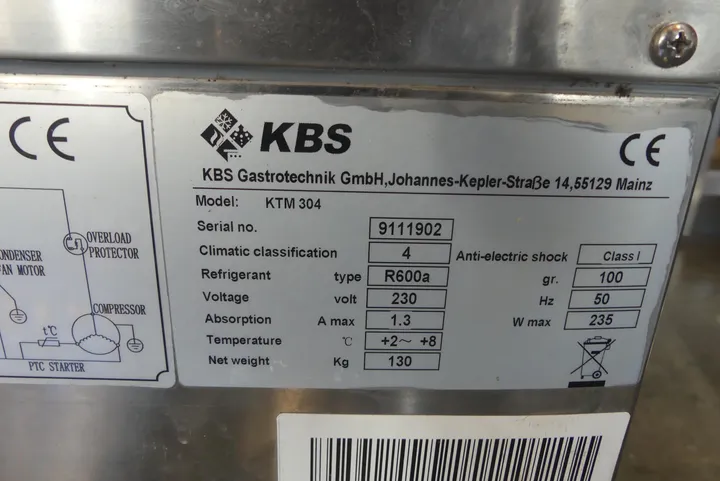 CE
OVERLOAD
PROTECTOR
FAN MOTOR
COMPRESSOR
t℃
PTC STARTER
KBS
CE
KBS Gastrotechnik GmbH,Johannes-Kepler-Straße 14,55129 Mainz
Model: KTM 304
Serial no. 9111902
Climatic classification 4 Anti-electric shock Class I
Refrigerant type R600a gr. 100
Voltage volt 230 Hz 50
Absorption A max 1.3 W max 235
Temperature ℃ +2～ +8
Net weight Kg 130